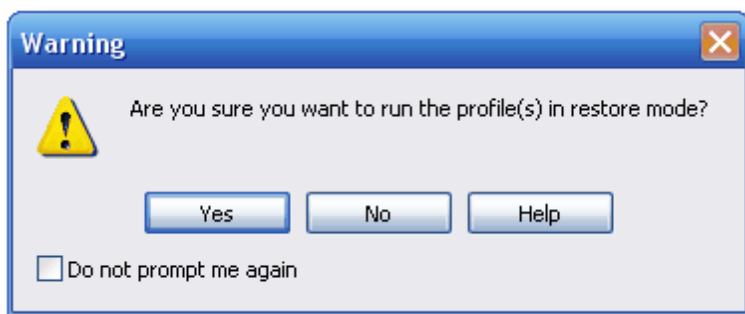 Warning
Are you sure you want to run the profile(s) in restore mode?
Yes No Help
Do not prompt me again